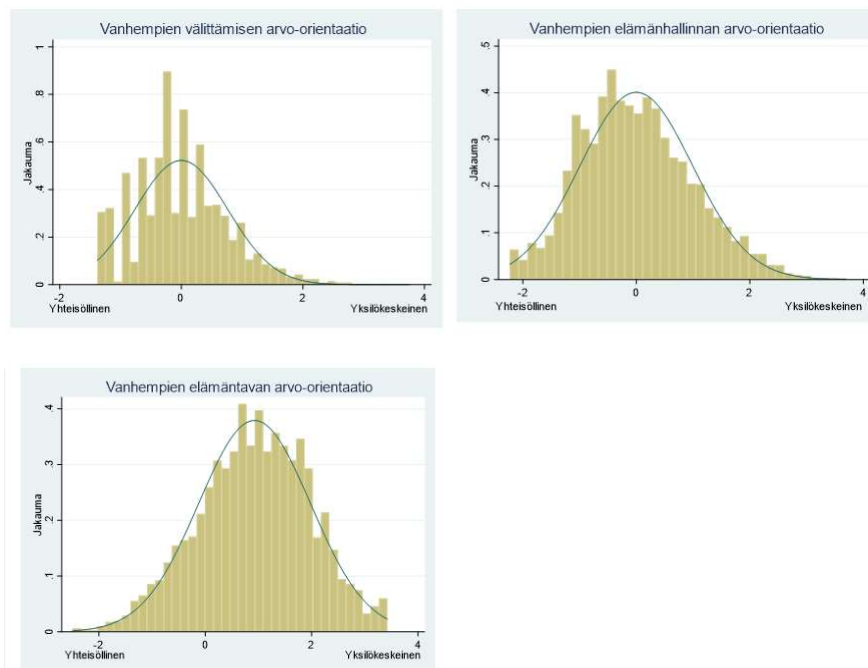 Vanhempien välittämisen arvo-orientaatio
Jakauma
1
.8
.6
.4
.2
0
-2
0
2
4
Yhteisöllinen
Yksilökeskeinen
Vanhempien elämänhallinnan arvo-orientaatio
Jakauma
.5
.4
.3
.2
.1
0
-2
0
2
4
Yhteisöllinen
Yksilökeskeinen
Vanhempien elämäntavan arvo-orientaatio
Jakauma
.4
.3
.2
.1
0
-2
0
2
4
Yhteisöllinen
Yksilökeskeinen